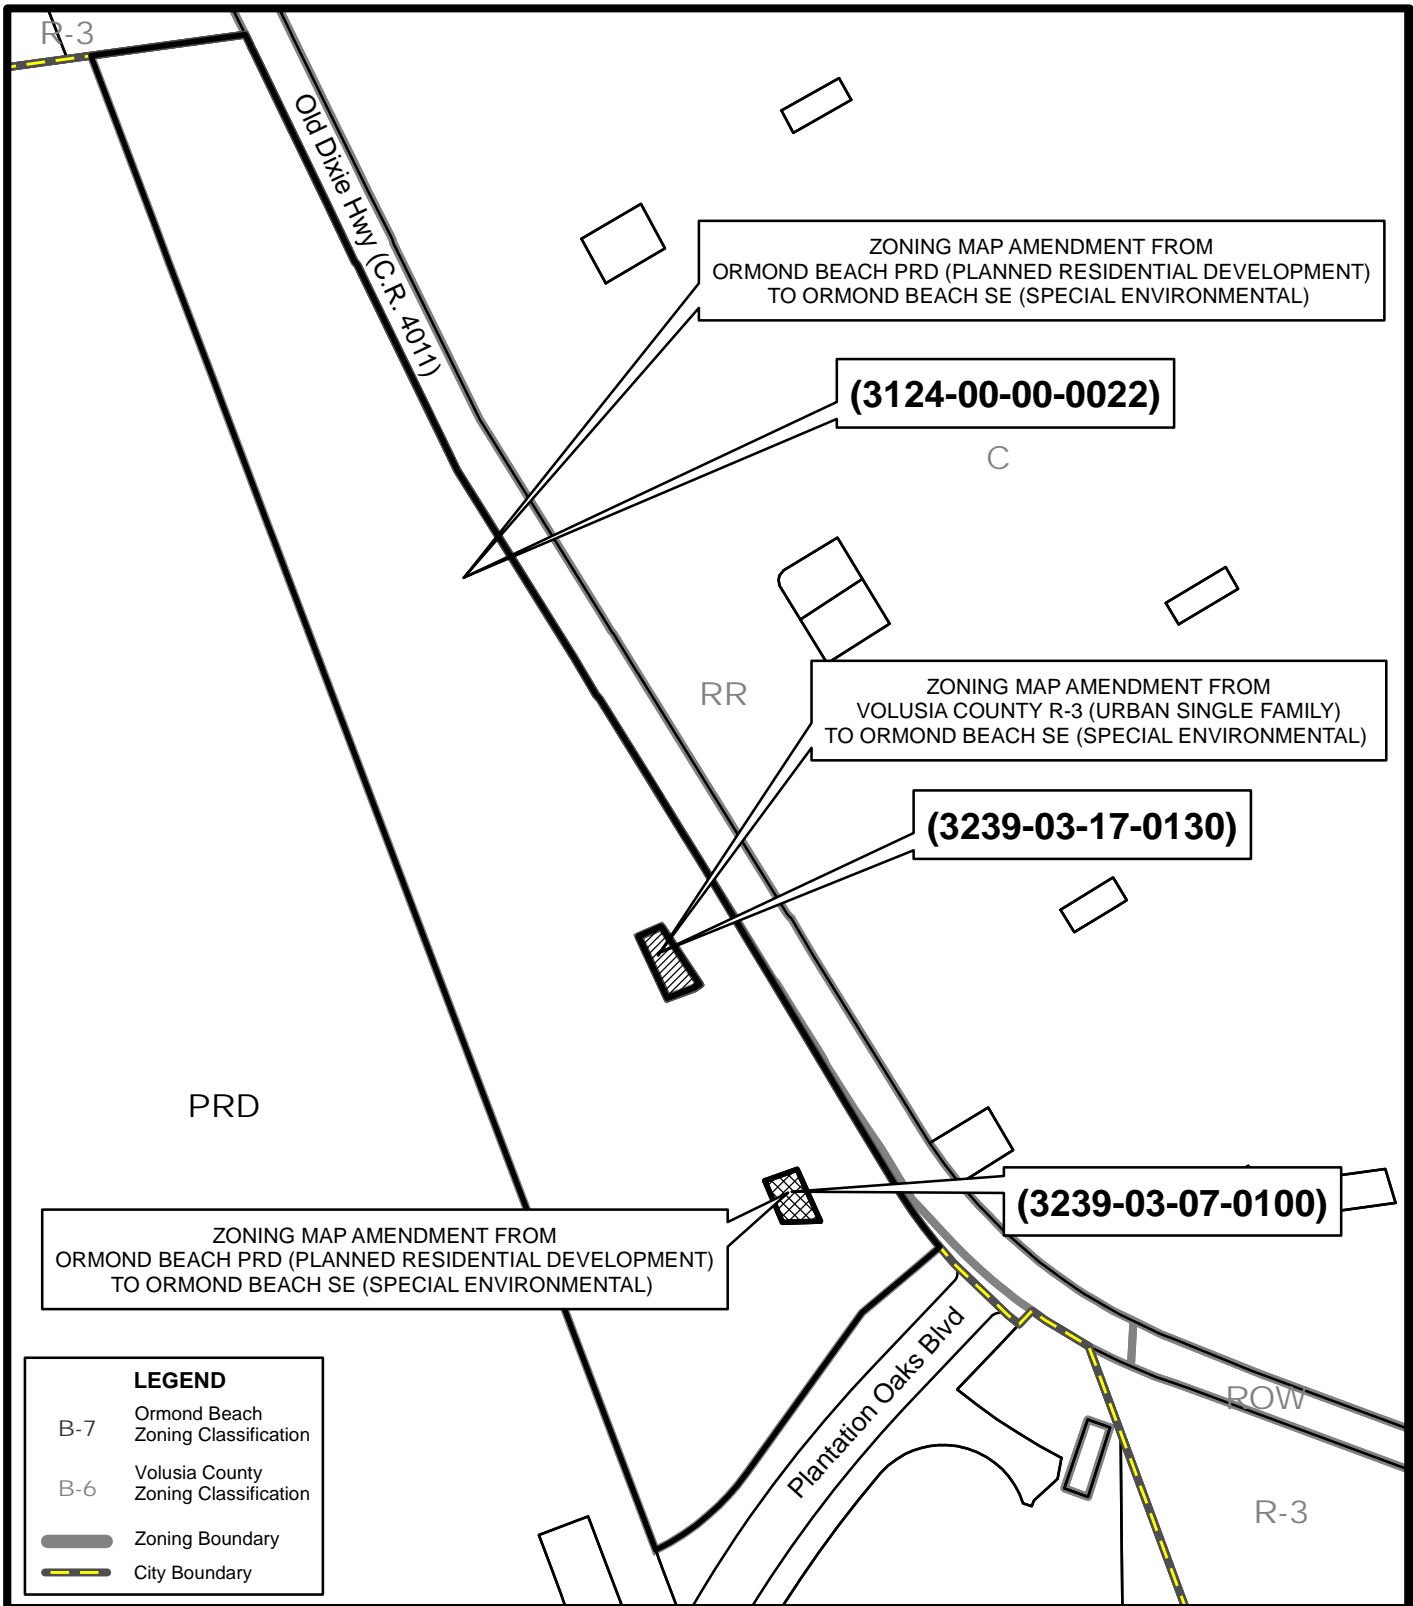 R-3
Old Dixie Hwy (C.R. 4011)
ZONING MAP AMENDMENT FROM
ORMOND BEACH PRD (PLANNED RESIDENTIAL DEVELOPMENT)
TO ORMOND BEACH SE (SPECIAL ENVIRONMENTAL)
(3124-00-00-0022)
C
RR
ZONING MAP AMENDMENT FROM
VOLUSIA COUNTY R-3 (URBAN SINGLE FAMILY)
TO ORMOND BEACH SE (SPECIAL ENVIRONMENTAL)
(3239-03-17-0130)
PRD
(3239-03-07-0100)
ZONING MAP AMENDMENT FROM
ORMOND BEACH PRD (PLANNED RESIDENTIAL DEVELOPMENT)
TO ORMOND BEACH SE (SPECIAL ENVIRONMENTAL)
Plantation Oaks Blvd
ROW
R-3
LEGEND
B-7 Ormond Beach
Zoning Classification
B-6 Volusia County
Zoning Classification
Zoning Boundary
City Boundary